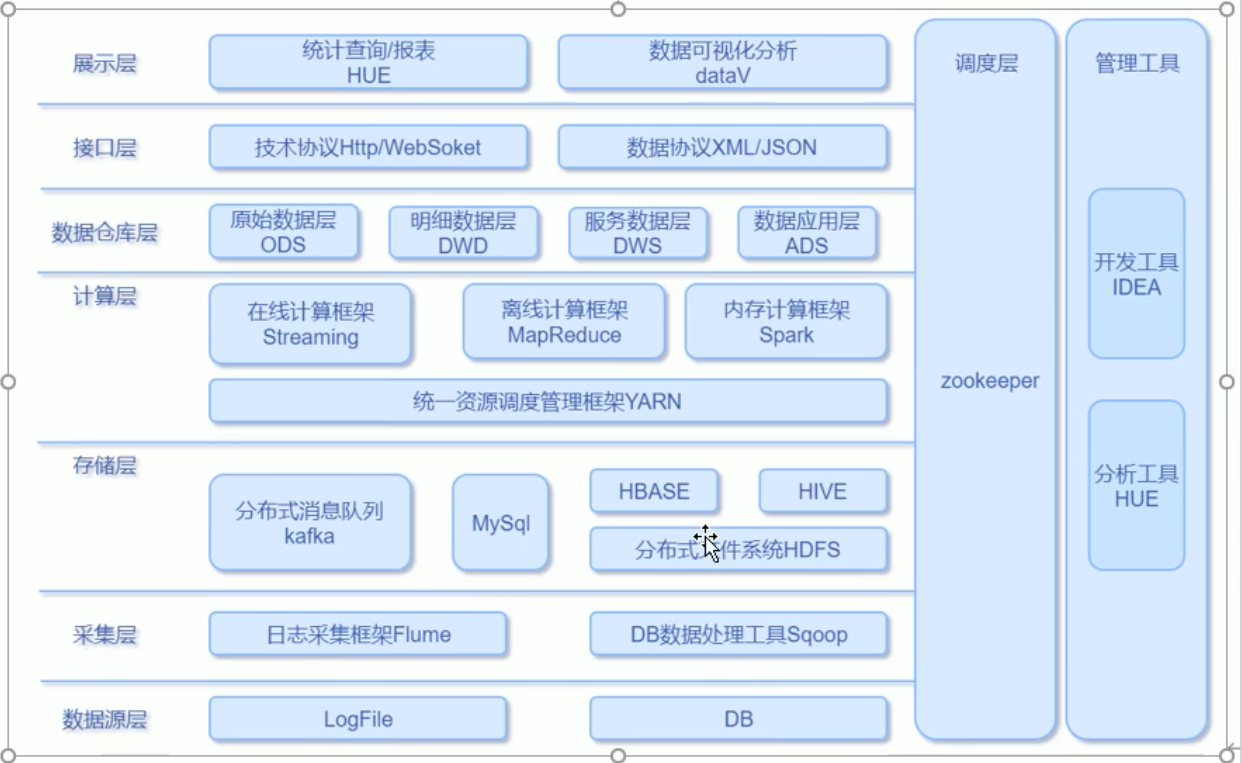 展示层
统计查询/报表
HUE
数据可视化分析
dataV
接口层
技术协议Http/WebSoket
数据协议XML/JSON
数据仓库层
原始数据层
ODS
明细数据层
DWD
服务数据层
DWS
数据应用层
ADS
计算层
在线计算框架
Streaming
离线计算框架
MapReduce
内存计算框架
Spark
统一资源调度管理框架YARN
存储层
分布式消息队列
kafka
MySql
HBASE
HIVE
分布式文件系统HDFS
采集层
日志采集框架Flume
DB数据处理工具Sqoop
数据源层
LogFile
DB
调度层
zookeeper
管理工具
开发工具
IDEA
分析工具
HUE